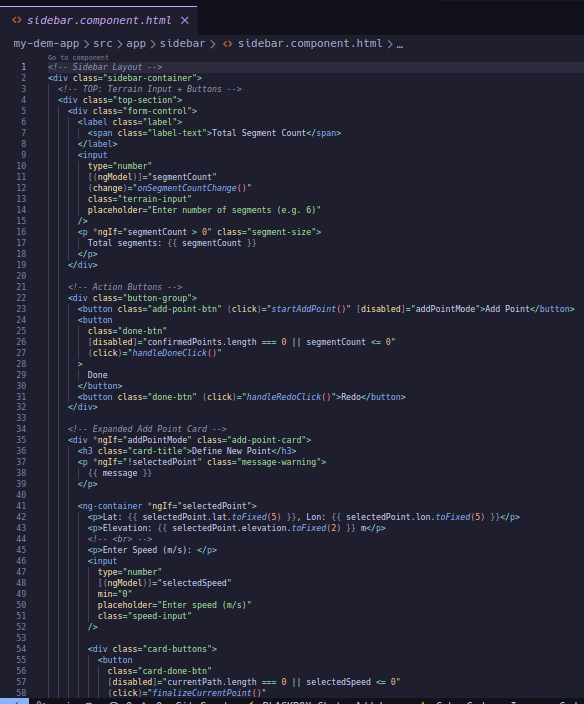 <> sidebar.component.html ×
my-dem-app > src > app > sidebar > <> sidebar.component.html > ...
Go to component
1 <!-- Sidebar Layout -->
2 <div class="sidebar-container">
3 <!-- TOP: Terrain Input + Buttons -->
4 <div class="top-section">
5 <div class="form-control">
6 <label class="label">
7 <span class="label-text">Total Segment Count</span>
8 </label>
9 <input
10 type="number"
11 [(ngModel)]="segmentCount"
12 (change)="onSegmentCountChange()"
13 class="terrain-input"
14 placeholder="Enter number of segments (e.g. 6)"
15 />
16 <p *ngIf="segmentCount > 0" class="segment-size">
17 Total segments: {{ segmentCount }}
18 </p>
19 </div>
20
21 <!-- Action Buttons -->
22 <div class="button-group">
23 <button class="add-point-btn" (click)="startAddPoint()" [disabled]="addPointMode">Add Point</button>
24 <button
25 class="done-btn"
26 [disabled]="confirmedPoints.length === 0 || segmentCount <= 0"
27 (click)="handleDoneClick()"
28 >
29 Done
30 </button>
31 <button class="done-btn" (click)="handleRedoClick()">Redo</button>
32 </div>
33
34 <!-- Expanded Add Point Card -->
35 <div *ngIf="addPointMode" class="add-point-card">
36 <h3 class="card-title">Define New Point</h3>
37 <p *ngIf="!selectedPoint" class="message-warning">
38 {{ message }}
39 </p>
40
41 <ng-container *ngIf="selectedPoint">
42 <p>Lat: {{ selectedPoint.lat.toFixed(5) }}, Lon: {{ selectedPoint.lon.toFixed(5) }}</p>
43 <p>Elevation: {{ selectedPoint.elevation.toFixed(2) }} m</p>
44 <!-- <br> -->
45 <p>Enter Speed (m/s): </p>
46 <input
47 type="number"
48 [(ngModel)]="selectedSpeed"
49 min="0"
50 placeholder="Enter speed (m/s)"
51 class="speed-input"
52 />
53
54 <div class="card-buttons">
55 <button
56 class="card-done-btn"
57 [disabled]="currentPath.length === 0 || selectedSpeed <= 0"
58 (click)="finalizeCurrentPoint()"